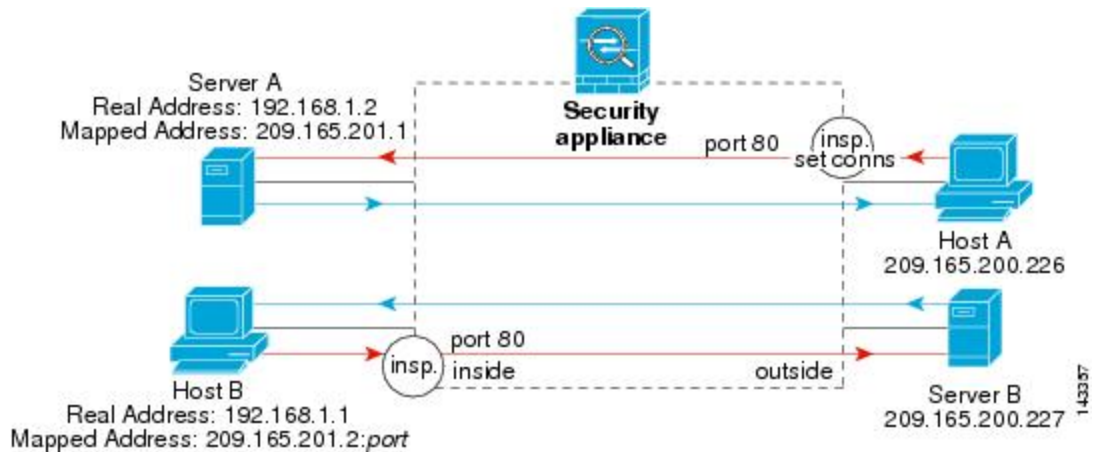 Server A
Real Address: 192.168.1.2
Mapped Address: 209.165.201.1
Security
appliance
port 80
insp.
set conns
Host A
209.165.200.226
port 80
insp.
inside
outside
Host B
Real Address: 192.168.1.1
Mapped Address: 209.165.201.2:port
Server B
209.165.200.227
143357